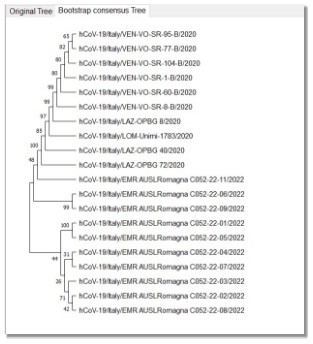 Original Tree
Bootstrap consensus Tree
65
hCoV-19/Italy/VEN-VO-SR-95-B/2020
82
hCoV-19/Italy/VEN-VO-SR-77-B/2020
80
hCoV-19/Italy/VEN-VO-SR-104-B/2020
80
hCoV-19/Italy/VEN-VO-SR-1-B/2020
99
hCoV-19/Italy/VEN-VO-SR-60-B/2020
99
hCoV-19/Italy/VEN-VO-SR-8-B/2020
97
hCoV-19/Italy/LAZ-OPBG 8/2020
85
hCoV-19/Italy/LOM-Unimi-1783/2020
100
hCoV-19/Italy/LAZ-OPBG 40/2020
48
hCoV-19/Italy/LAZ-OPBG 72/2020
hCoV-19/Italy/EMR AUSLRomagna C052-22-11/2022
hCoV-19/Italy/EMR AUSLRomagna C052-22-06/2022
99
hCoV-19/Italy/EMR AUSLRomagna C052-22-09/2022
100
hCoV-19/Italy/EMR AUSLRomagna C052-22-01/2022
hCoV-19/Italy/EMR AUSLRomagna C052-22-05/2022
44
31
hCoV-19/Italy/EMR AUSLRomagna C052-22-04/2022
hCoV-19/Italy/EMR AUSLRomagna C052-22-07/2022
26
hCoV-19/Italy/EMR AUSLRomagna C052-22-03/2022
71
hCoV-19/Italy/EMR AUSLRomagna C052-22-02/2022
42
hCoV-19/Italy/EMR AUSLRomagna C052-22-08/2022